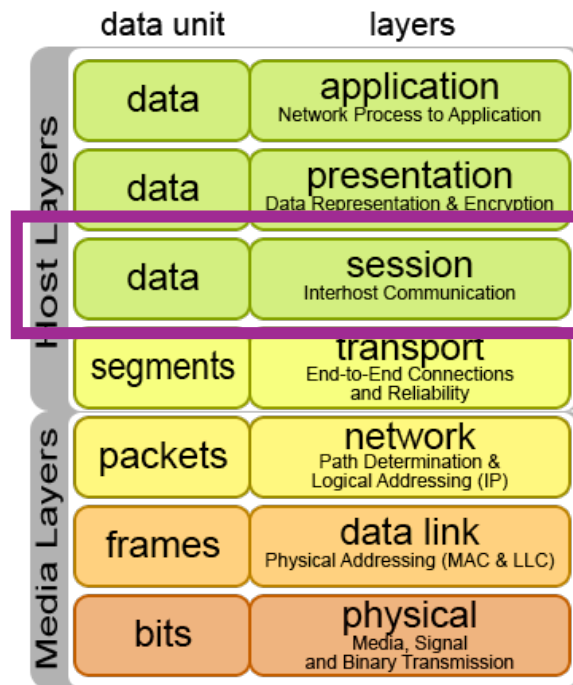 data unit layers
Host Layers
data application
Network Process to Application
data presentation
Data Representation & Encryption
data session
Interhost Communication
segments transport
End-to-End Connections
and Reliability
Media Layers
packets network
Path Determination &
Logical Addressing (IP)
frames data link
Physical Addressing (MAC & LLC)
bits physical
Media, Signal
and Binary Transmission